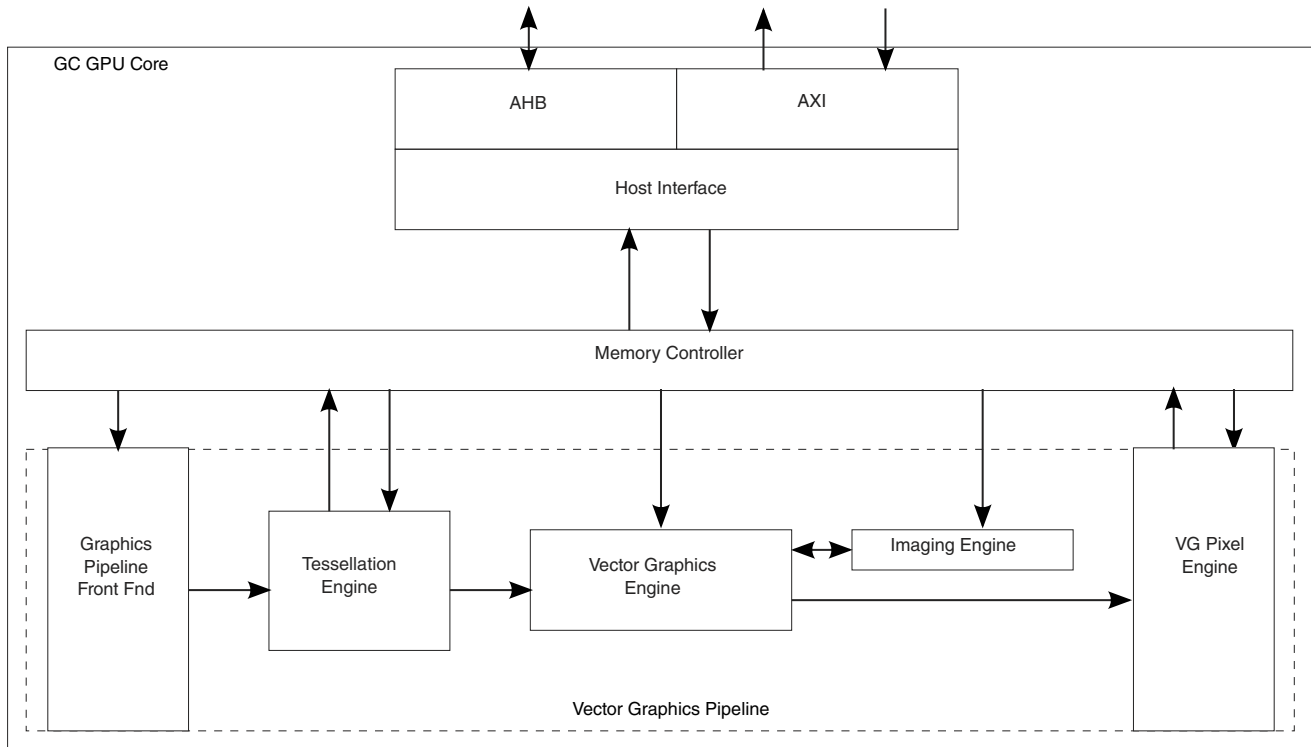 GC GPU Core
AHB
AXI
Host Interface
Memory Controller
Graphics
Pipeline
Front Fnd
Tessellation
Engine
Vector Graphics
Engine
Imaging Engine
VG Pixel
Engine
Vector Graphics Pipeline